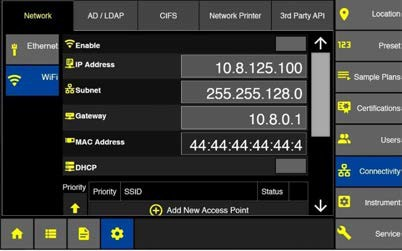 Network
AD / LDAP
CIFS
Network Printer
3rd Party API
Ethernet
WiFi
Enable
IP Address
10.8.125.100
Subnet
255.255.128.0
Gateway
10.8.0.1
MAC Address
44:44:44:44:44:4
DHCP
Priority
Priority
SSID
Status
Add New Access Point
Location
123
Preset
Sample Plans
Certifications
Users
Connectivity
Instrument
Service